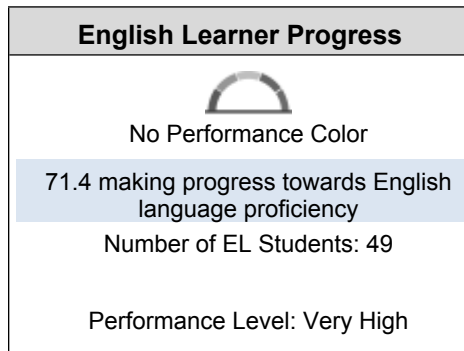 English Learner Progress
No Performance Color
71.4 making progress towards English
language proficiency
Number of EL Students: 49
Performance Level: Very High